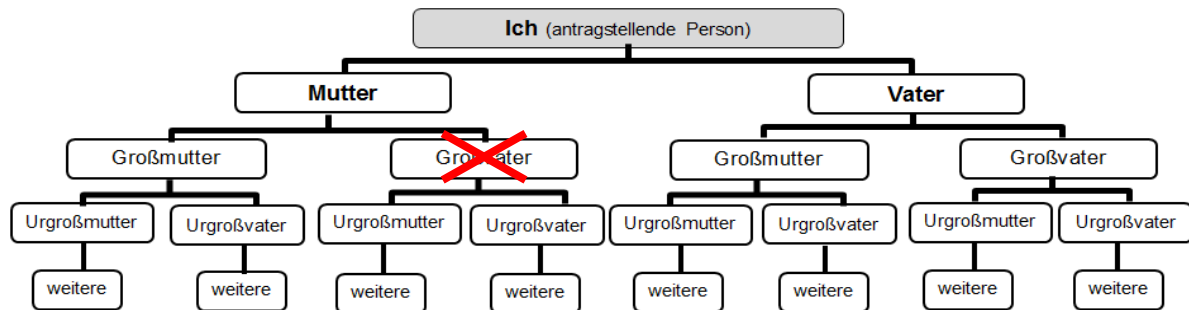 Ich (antragstellende Person)
Mutter Vater
Großmutter Großvater Großmutter Großvater
Urgroßmutter Urgroßvater Urgroßmutter Urgroßvater Urgroßmutter Urgroßvater Urgroßmutter Urgroßvater
weitere weitere weitere weitere weitere weitere weitere weitere